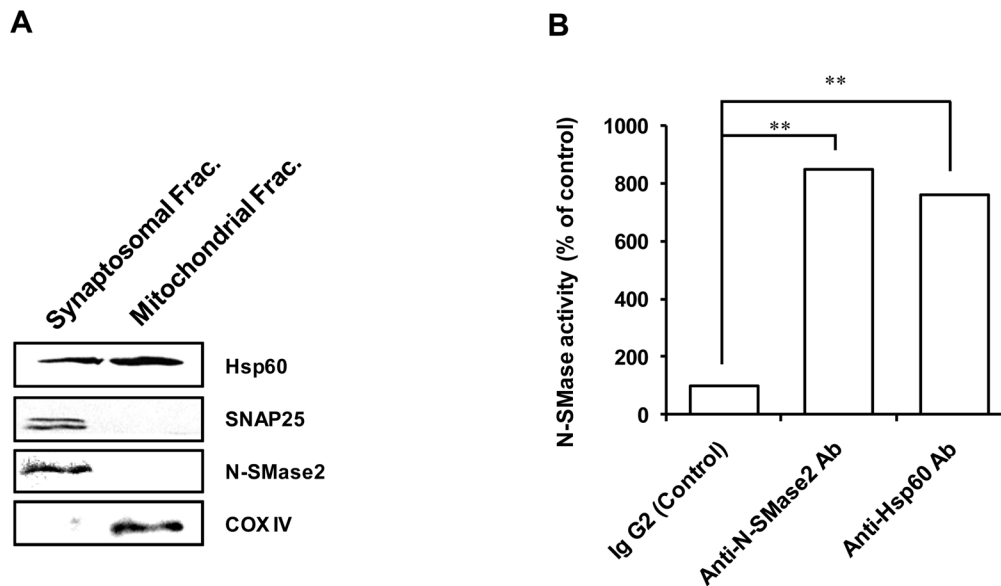 A
Synaptosomal Frac.
Mitochondrial Frac.
Hsp60
SNAP25
N-SMase2
COX IV
B
**
**
N-SMase activity (% of control)
1000
800
600
400
200
0
Ig G2 (Control)
Anti-N-SMase2 Ab
Anti-Hsp60 Ab